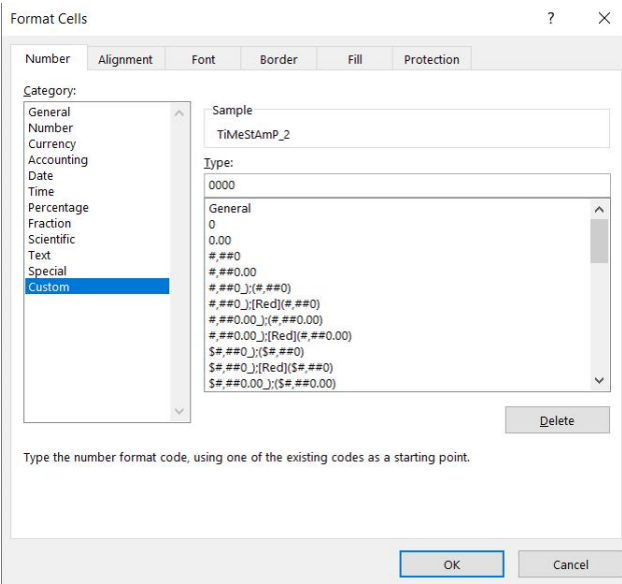 Format Cells ? ×
Number Alignment Font Border Fill Protection
Category:
General
Number
Currency
Accounting
Date
Time
Percentage
Fraction
Scientific
Text
Special
Custom
Sample
TiMeStAmP_2
Type:
0000
General
0
0.00
#,##0
#,##0.00
#,##0_);(#,##0)
#,##0_);[Red](#,##0)
#,##0.00_);(#,##0.00)
#,##0.00_);[Red](#,##0.00)
$#,##0_);($#,##0)
$#,##0_);[Red]($#,##0)
$#,##0.00_);($#,##0.00)
Delete
Type the number format code, using one of the existing codes as a starting point.
OK Cancel